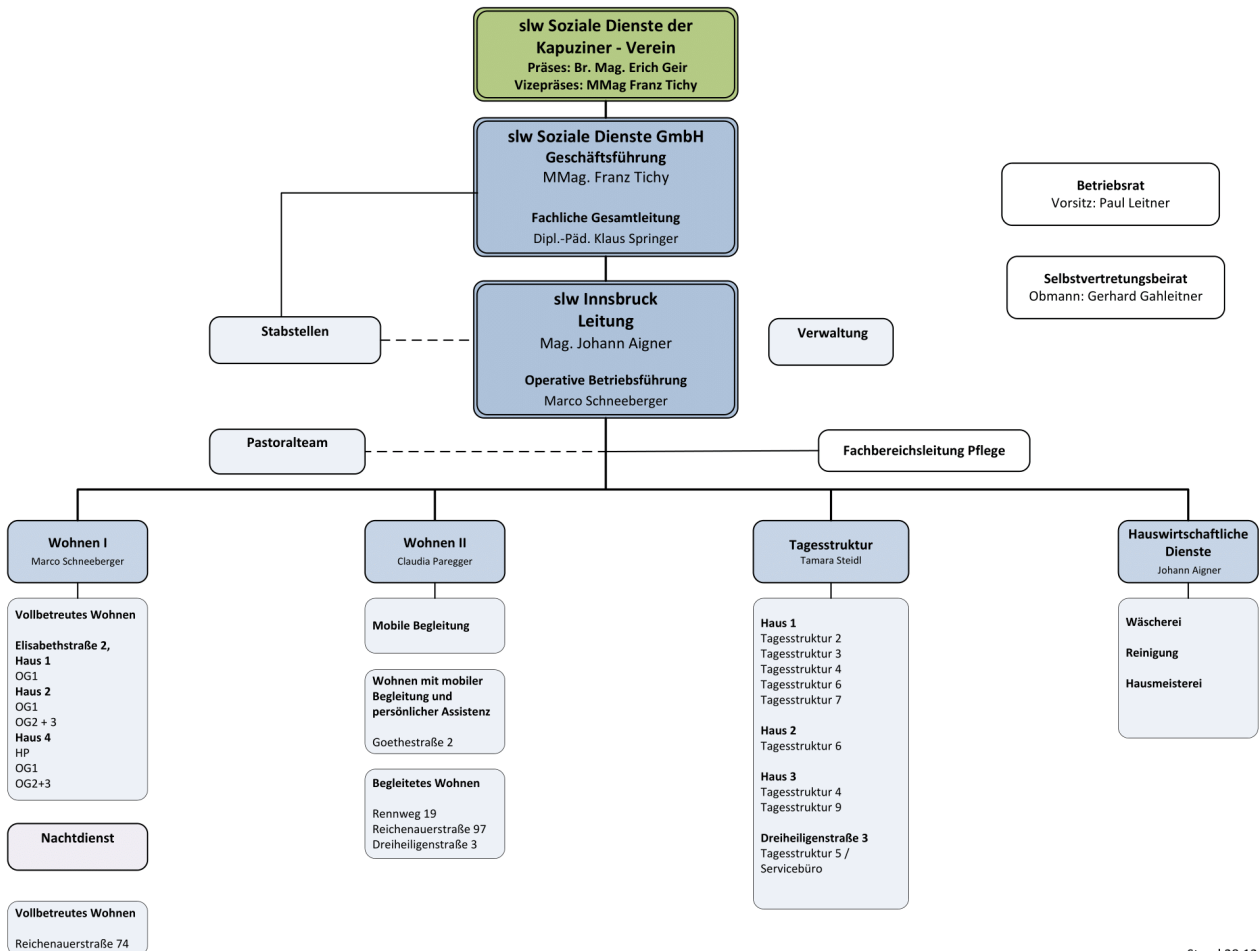 slw Soziale Dienste der
Kapuziner - Verein
Präses: Br. Mag. Erich Geir
Vizepräses: MMag Franz Tichy
slw Soziale Dienste GmbH
Geschäftsführung
MMag. Franz Tichy
Fachliche Gesamtleitung
Dipl.-Päd. Klaus Springer
Betriebsrat
Vorsitz: Paul Leitner
Selbstvertretungsbeirat
Obmann: Gerhard Gahleitner
slw Innsbruck
Leitung
Mag. Johann Aigner
Operative Betriebsführung
Marco Schneeberger
Stabstellen
Verwaltung
Pastoralteam
Fachbereichsleitung Pflege
Wohnen I
Marco Schneeberger
Vollbetreutes Wohnen
Elisabethstraße 2,
Haus 1
OG1
Haus 2
OG1
OG2 + 3
Haus 4
HP
OG1
OG2+3
Nachtdienst
Vollbetreutes Wohnen
Reichenauerstraße 74
Wohnen II
Claudia Paregger
Mobile Begleitung
Wohnen mit mobiler
Begleitung und
persönlicher Assistenz
Goethestraße 2
Begleitetes Wohnen
Rennweg 19
Reichenauerstraße 97
Dreiheiligenstraße 3
Tagesstruktur
Tamara Steidl
Haus 1
Tagesstruktur 2
Tagesstruktur 3
Tagesstruktur 4
Tagesstruktur 6
Tagesstruktur 7
Haus 2
Tagesstruktur 6
Haus 3
Tagesstruktur 4
Tagesstruktur 9
Dreiheiligenstraße 3
Tagesstruktur 5 /
Servicebüro
Hauswirtschaftliche
Dienste
Johann Aigner
Wäscherei
Reinigung
Hausmeisterei